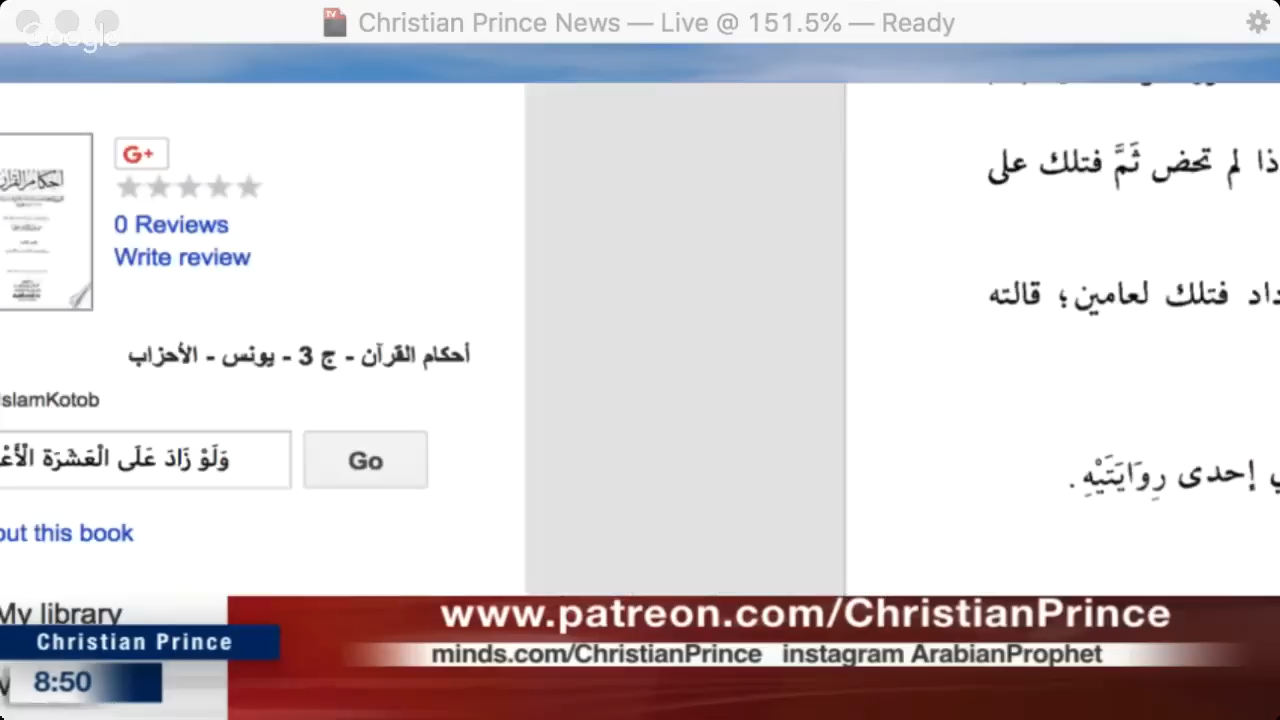 Christian Prince News — Live @ 151.5% — Ready
Google
G+
0 Reviews
Write review
أحكام القرآن - ج 3 - يونس - الأحزاب
slamKotob
وَلَوْ زَادَ عَلَى الْعَشَرَة
Go
out this book
My library
ذا لم تحض ثَمَّ فتلك على
داد فتلك لعامين؛ قالته
ي إحدى رِوَايَتَيْهِ.
www.patreon.com/ChristianPrince
Christian Prince
minds.com/ChristianPrince instagram ArabianProphet
8:50